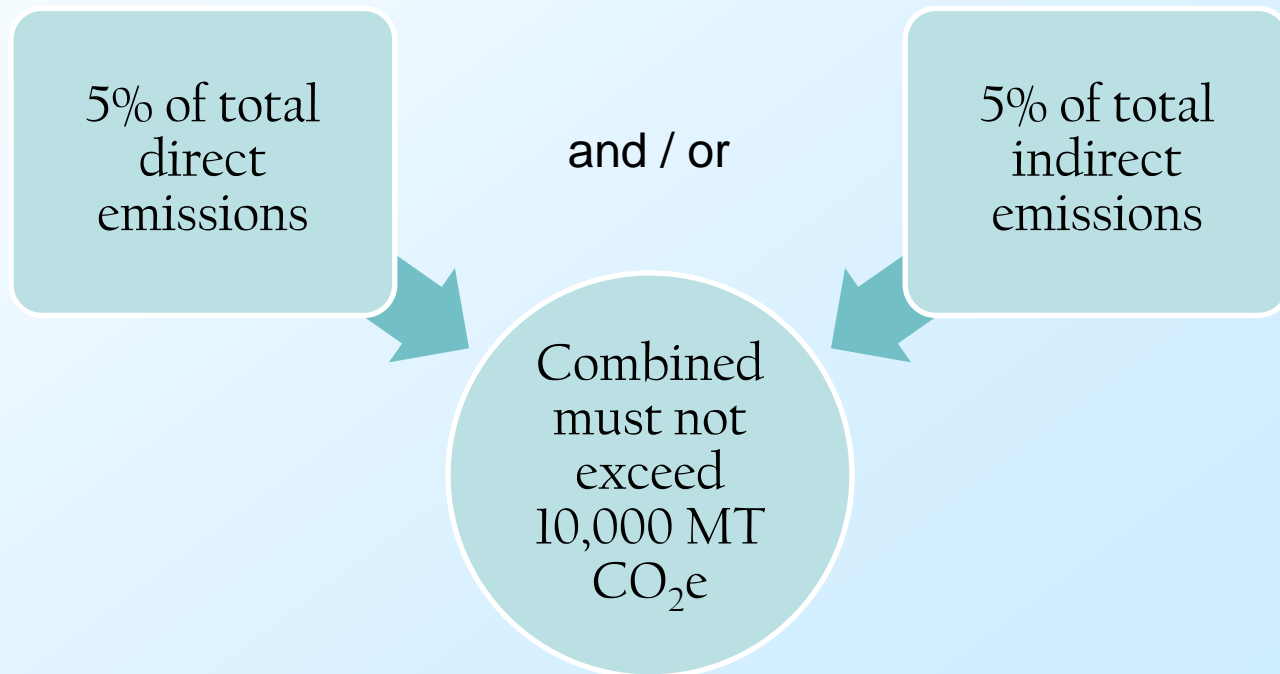 5% of total
direct
emissions
and / or
5% of total
indirect
emissions
Combined
must not
exceed
10,000 MT
CO₂e